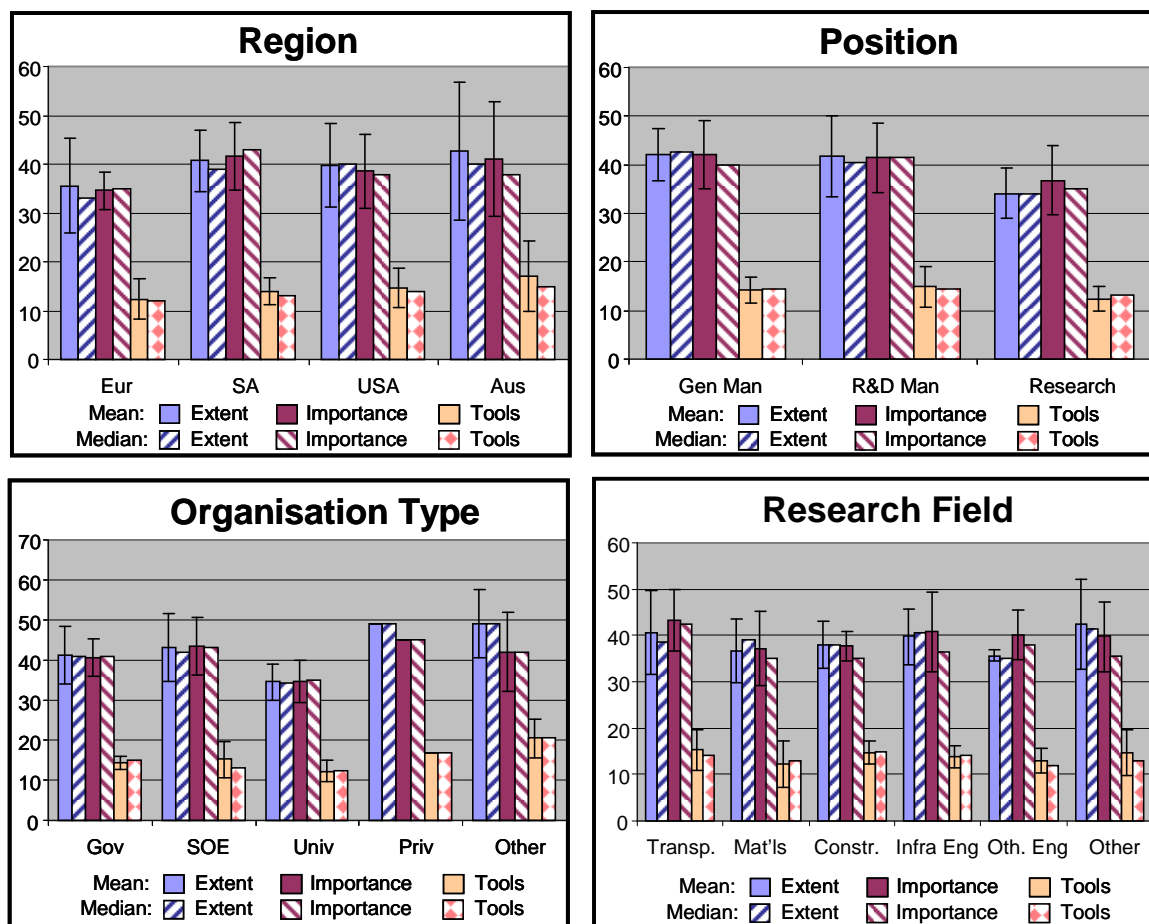 Region
60
50
40
30
20
10
0
Eur SA USA Aus
Mean: Extent Importance Tools
Median: Extent Importance Tools
Position
60
50
40
30
20
10
0
Gen Man R&D Man Research
Mean: Extent Importance Tools
Median: Extent Importance Tools
Organisation Type
70
60
50
40
30
20
10
0
Gov SOE Univ Priv Other
Mean: Extent Importance Tools
Median: Extent Importance Tools
Research Field
60
50
40
30
20
10
0
Transp. Mat'ls Constr. Infra Eng Oth. Eng Other
Mean: Extent Importance Tools
Median: Extent Importance Tools